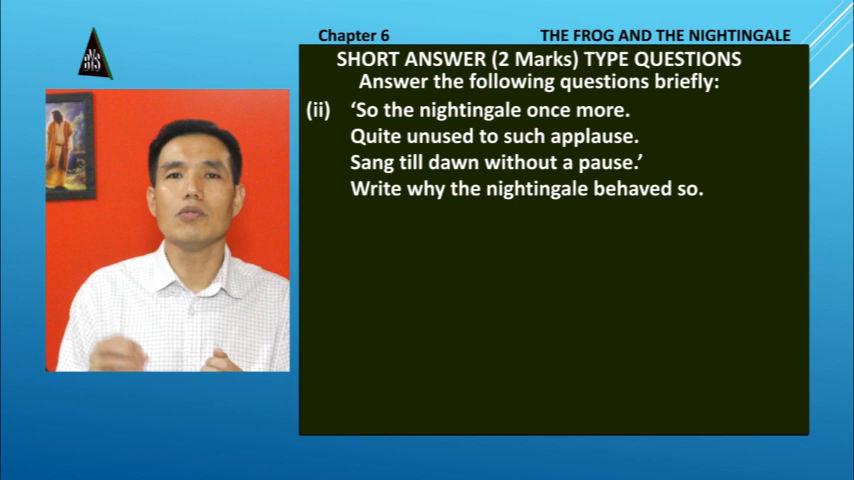 Chapter 6 THE FROG AND THE NIGHTINGALE
SHORT ANSWER (2 Marks) TYPE QUESTIONS
Answer the following questions briefly:
(ii) ‘So the nightingale once more.
Quite unused to such applause.
Sang till dawn without a pause.’
Write why the nightingale behaved so.